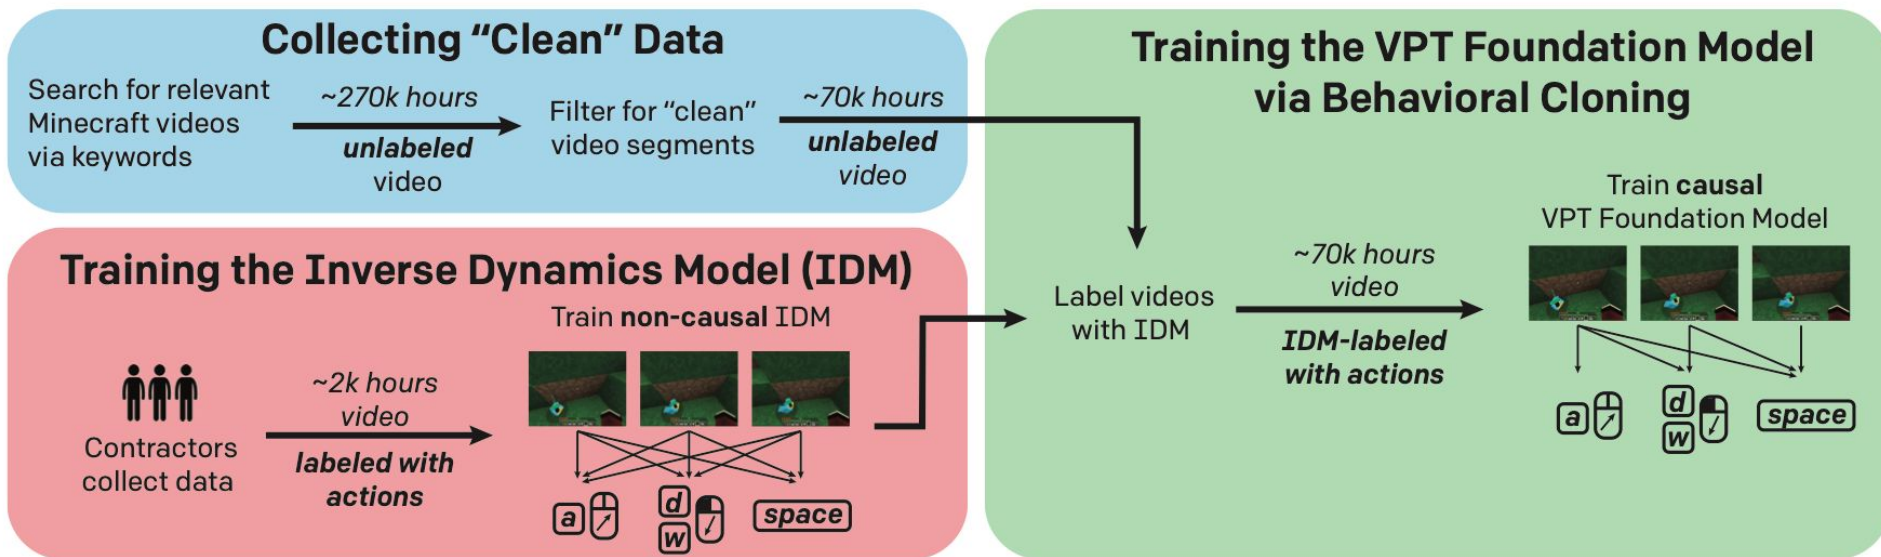 Collecting “Clean” Data
Search for relevant
Minecraft videos
via keywords
~270k hours
unlabeled
video
Filter for “clean”
video segments
~70k hours
unlabeled
video
Training the Inverse Dynamics Model (IDM)
Contractors
collect data
~2k hours
video
labeled with
actions
Train non-causal IDM
a
d
w
space
Training the VPT Foundation Model
via Behavioral Cloning
Label videos
with IDM
~70k hours
video
IDM-labeled
with actions
Train causal
VPT Foundation Model
a
d
w
space